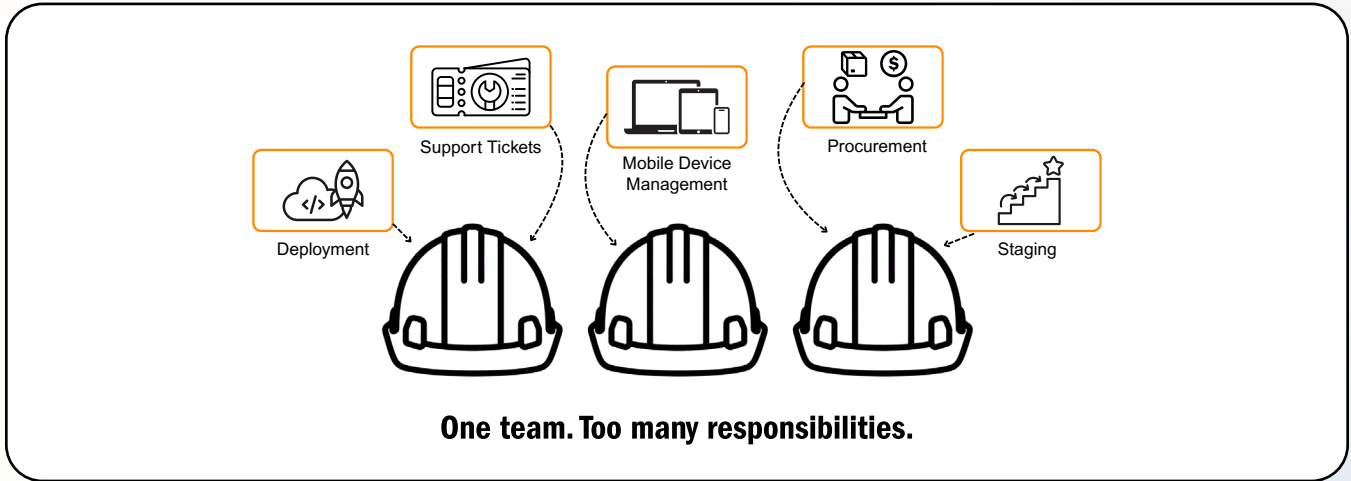 Support Tickets
Mobile Device
Management
Procurement
Deployment
Staging
One team. Too many responsibilities.